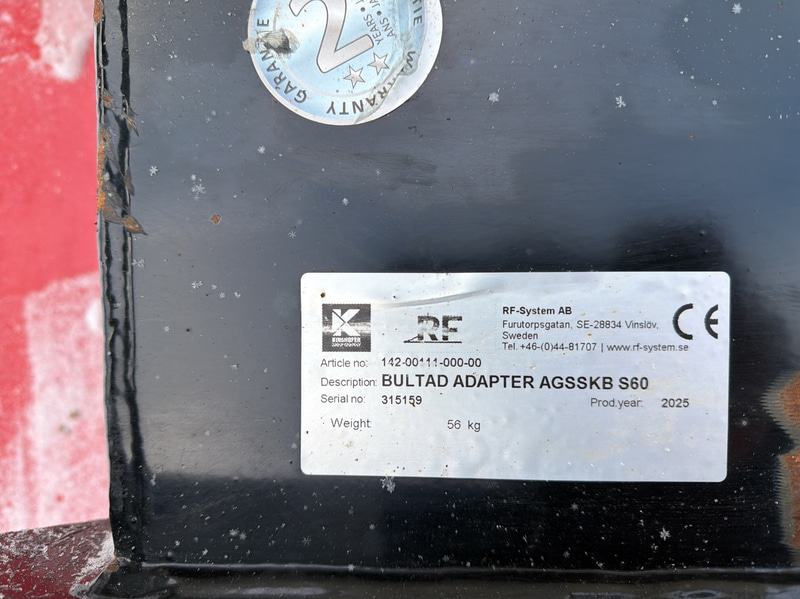 GARANTIE
2
YEARS
WARRANTY
KINSHOFER
RF
RF-System AB
Furutorpsgatan, SE-28834 Vinslöv,
Sweden
Tel. +46-(0)44-81707 | www.rf-system.se
CE
Article no: 142-00111-000-00
Description: BULTAD ADAPTER AGSSKB S60
Serial no: 315159
Prod.year: 2025
Weight: 56 kg